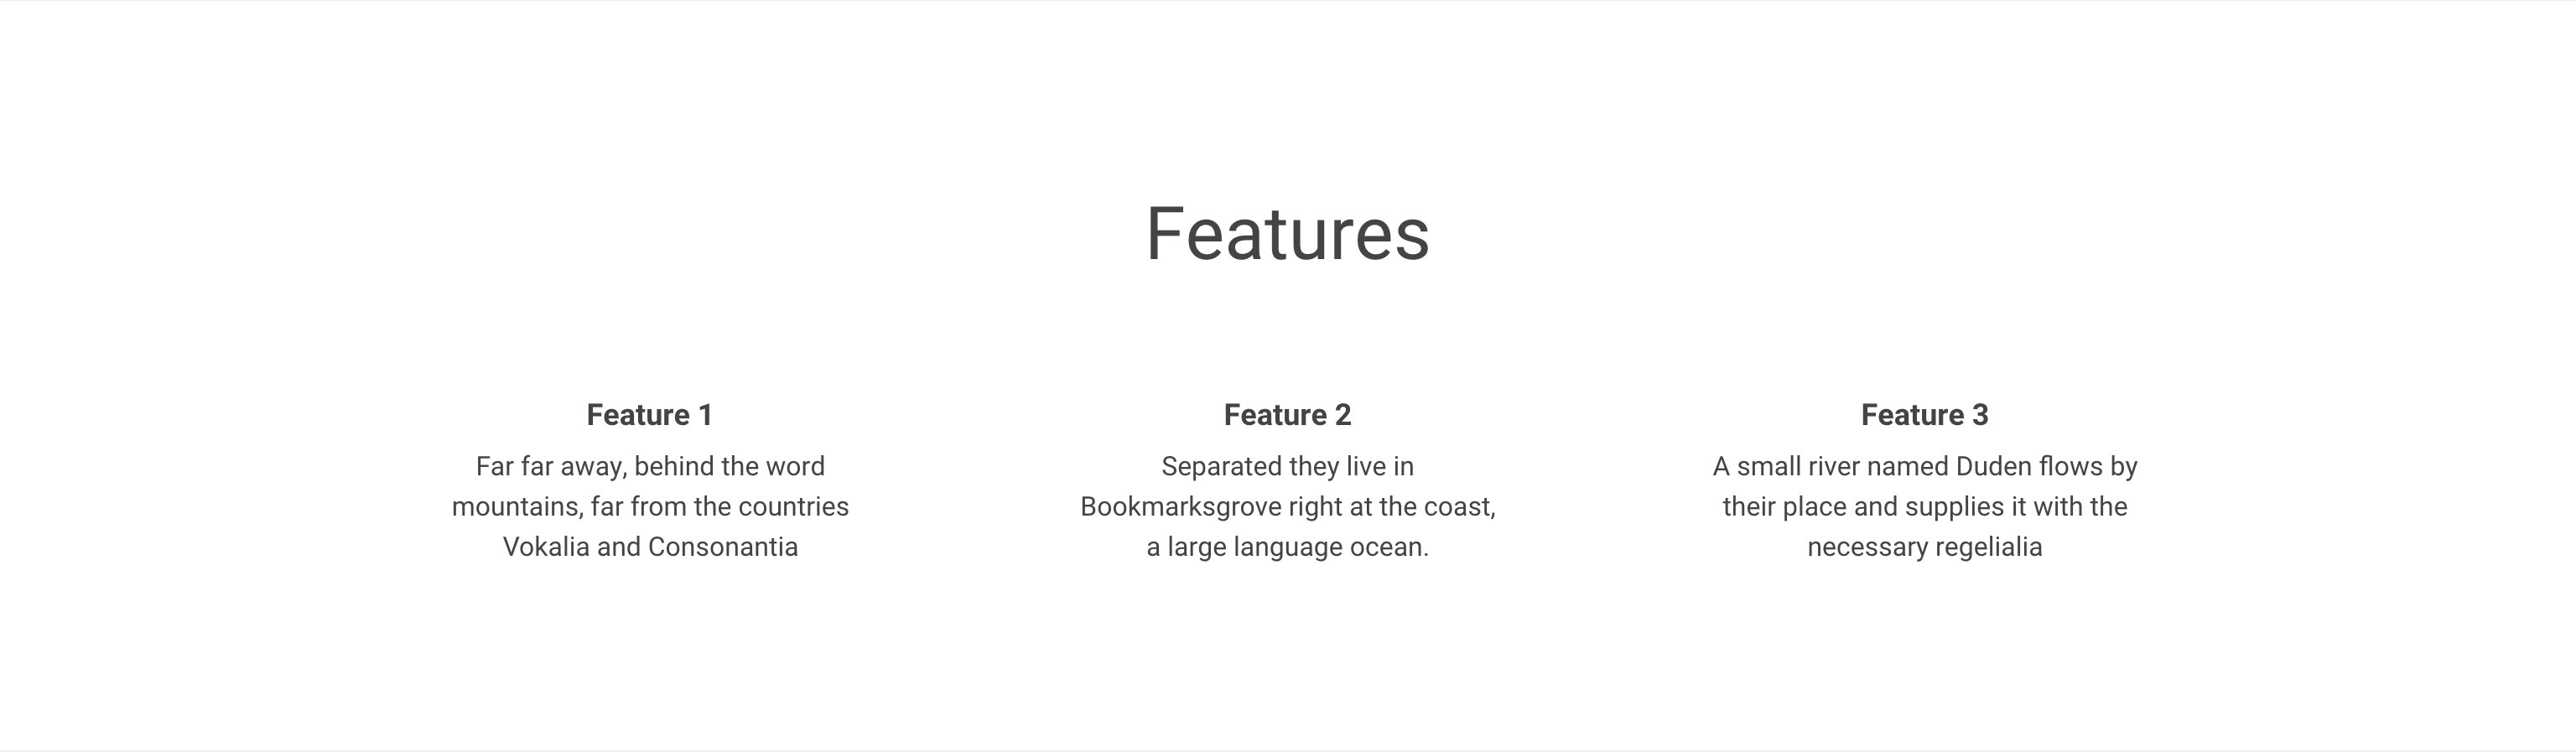 Features
Feature 1
Far far away, behind the word
mountains, far from the countries
Vokalia and Consonantia
Feature 2
Separated they live in
Bookmarksgrove right at the coast,
a large language ocean.
Feature 3
A small river named Duden flows by
their place and supplies it with the
necessary regelialia